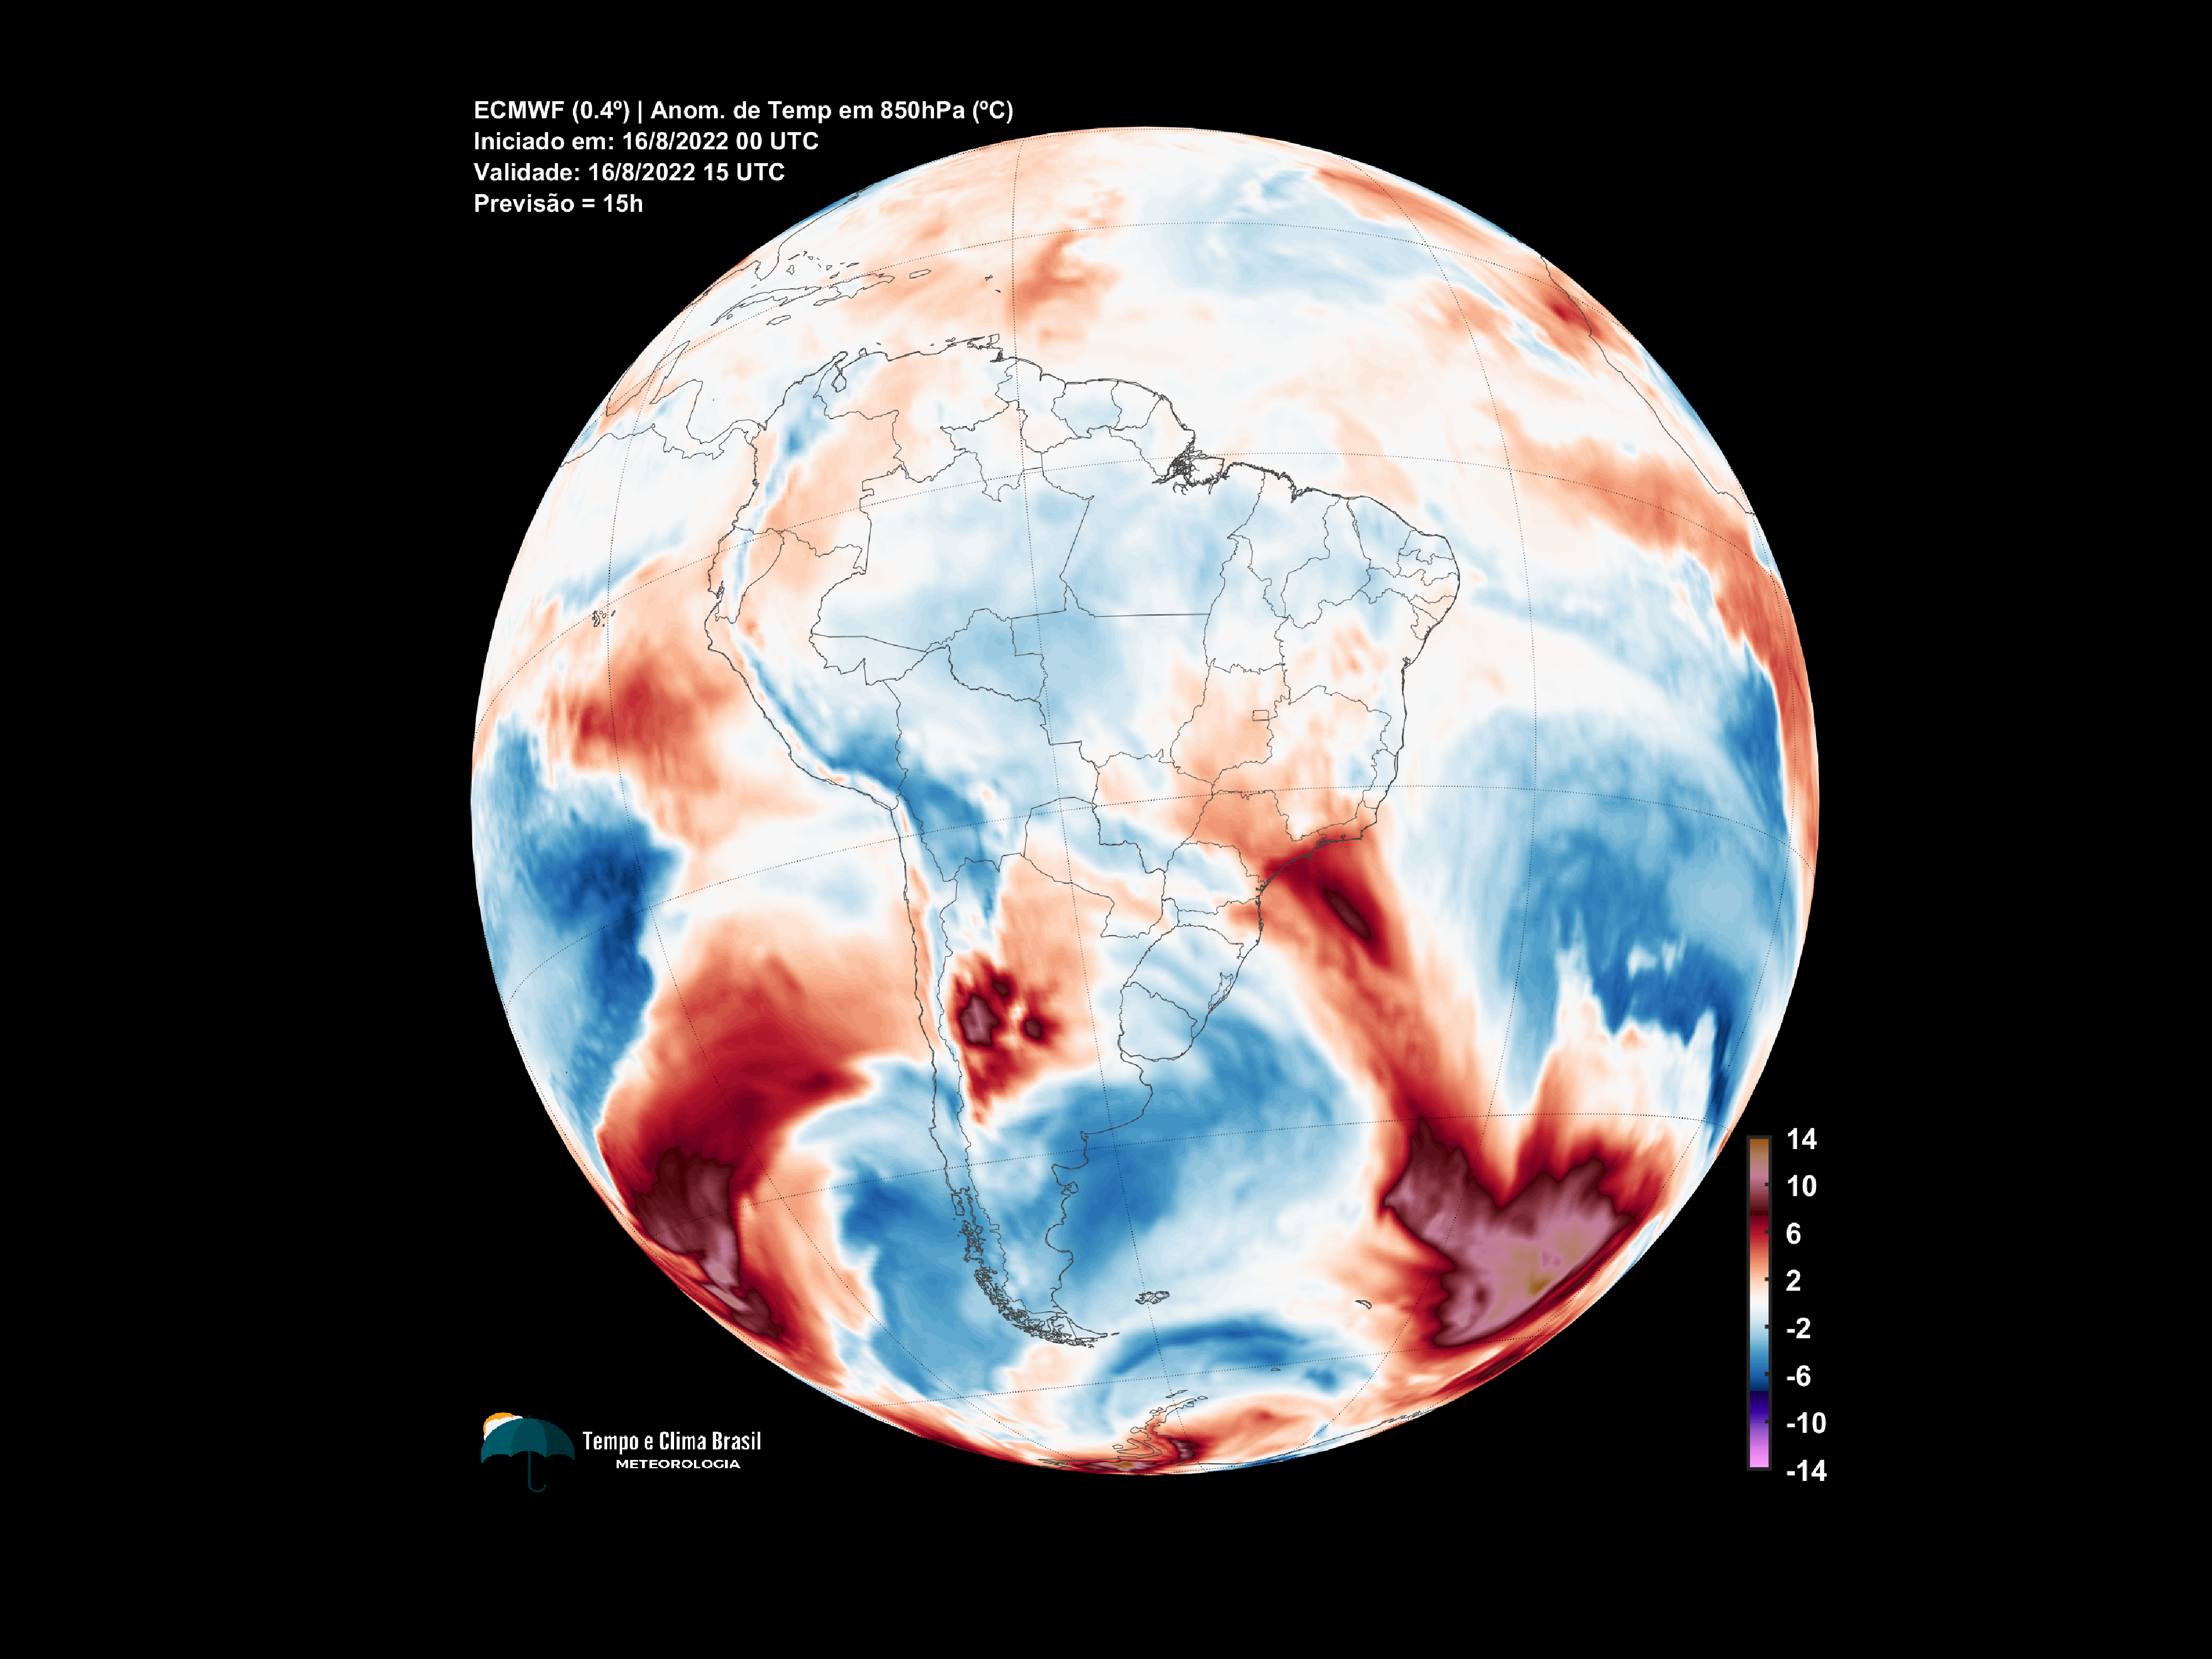 ECMWF (0.4º) | Anom. de Temp em 850hPa (ºC)
Iniciado em: 16/8/2022 00 UTC
Validade: 16/8/2022 15 UTC
Previsão = 15h
14
10
6
2
-2
-6
-10
-14
Tempo e Clima Brasil
METEOROLOGIA